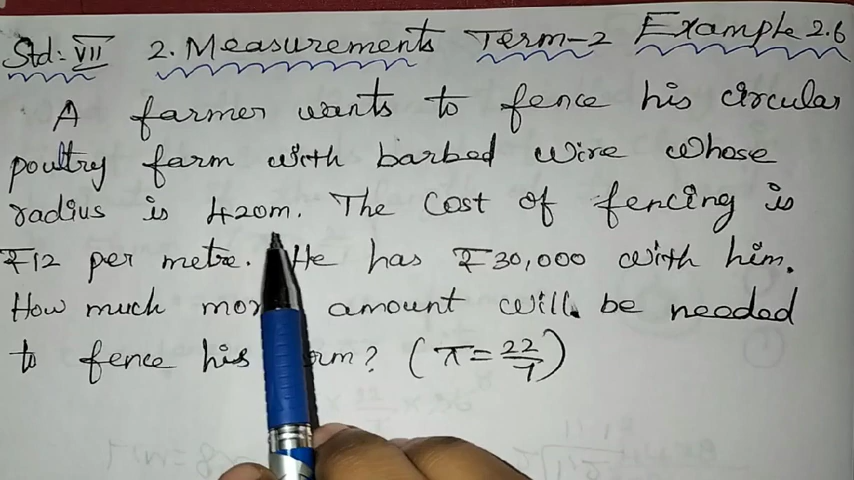 Std: VII 2. Measurements Term-2 Example 2.6
A farmer wants to fence his circular
poultry farm with barbed wire whose
radius is 420m. The cost of fencing is
₹12 per metre. He has ₹30,000 with him.
How much amount will be needed
to fence his ? (π=22/7)